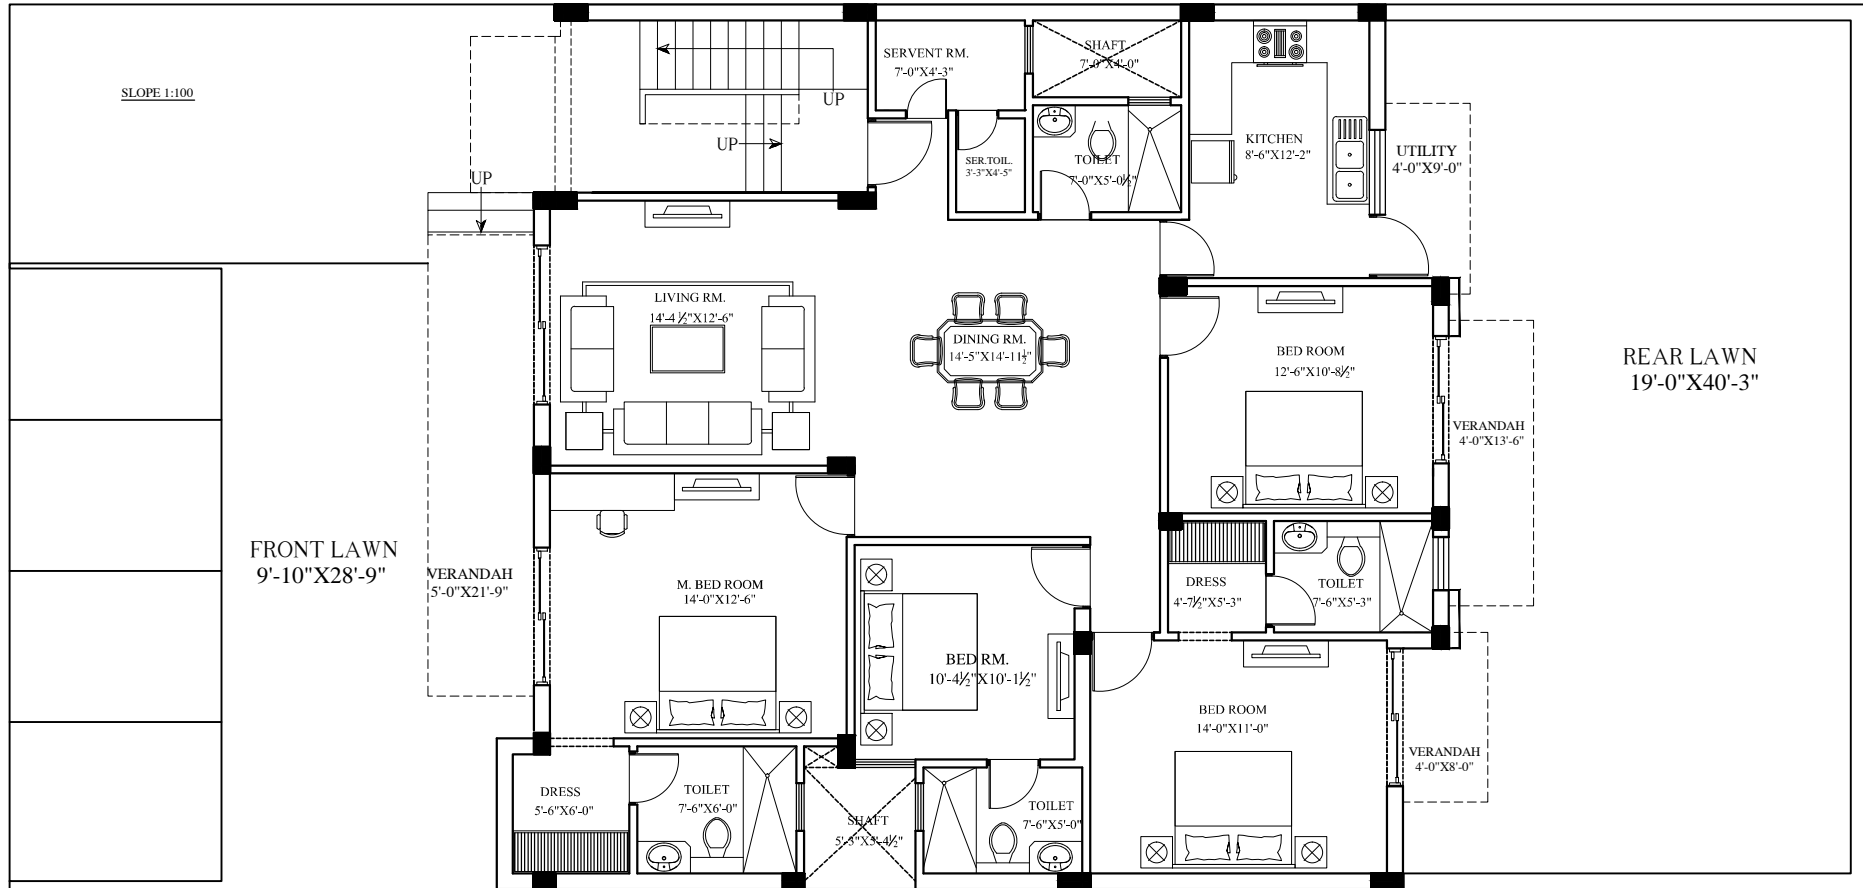 SLOPE 1:100
SERVENT RM.
7'-0"X4'-3"
SHAFT
7'-0"X4'-0"
UP
UP
UP
SER.TOIL.
3'-3"X4'-5"
TOILET
7'-0"X5'-0½"
KITCHEN
8'-6"X12'-2"
UTILITY
4'-0"X9'-0"
LIVING RM.
14'-4½"X12'-6"
DINING RM.
14'-5"X14'-11½"
BED ROOM
12'-6"X10'-8½"
REAR LAWN
19'-0"X40'-3"
VERANDAH
4'-0"X13'-6"
FRONT LAWN
9'-10"X28'-9"
VERANDAH
5'-0"X21'-9"
M. BED ROOM
14'-0"X12'-6"
DRESS
4'-7½"X5'-3"
TOILET
7'-6"X5'-3"
BED RM.
10'-4½"X10'-1½"
BED ROOM
14'-0"X11'-0"
VERANDAH
4'-0"X8'-0"
DRESS
5'-6"X6'-0"
TOILET
7'-6"X6'-0"
SHAFT
5'-3"X5'-4½"
TOILET
7'-6"X5'-0"